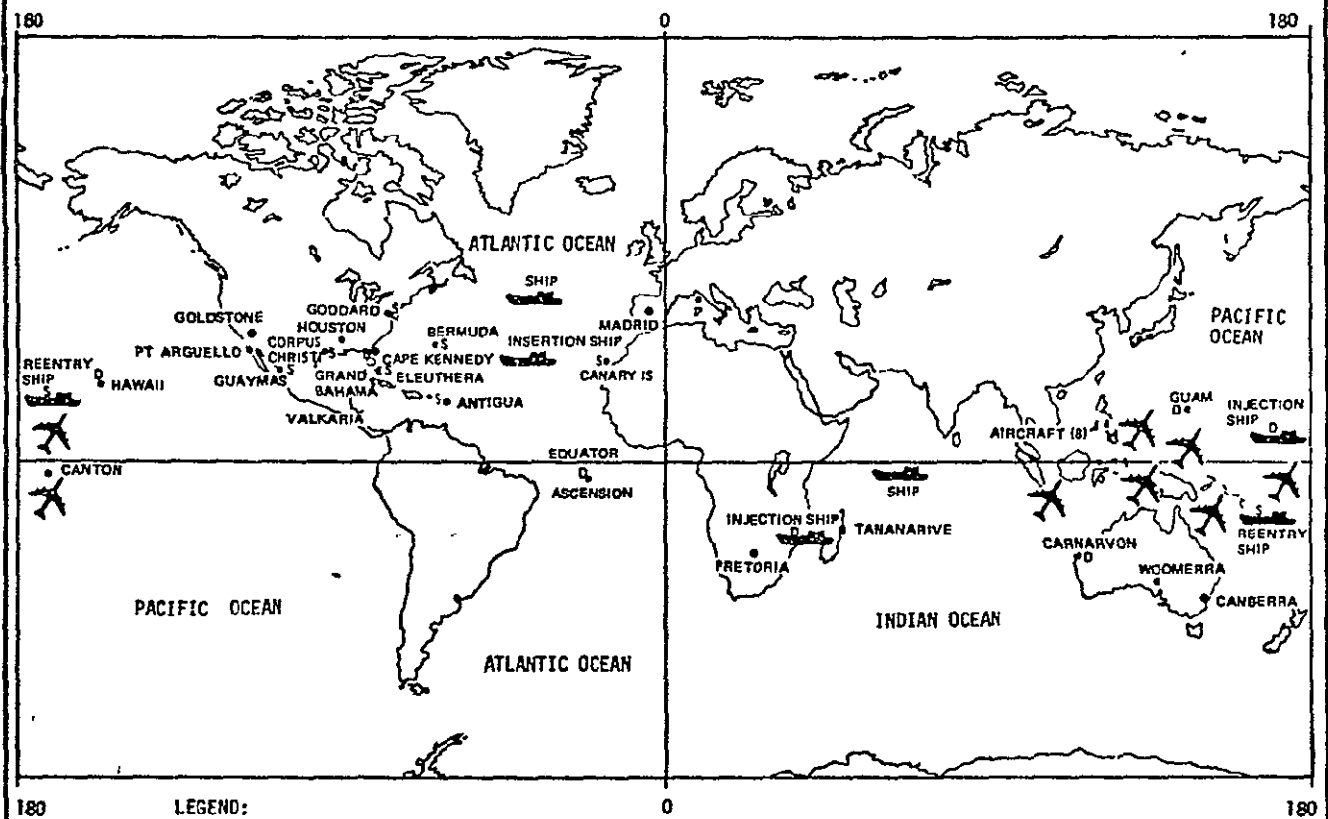 180 0 180
ATLANTIC OCEAN
SHIP
GODDARD S
GOLDSTONE
HOUSTON
BERMUDA
S
MADRID
PACIFIC
OCEAN
CORPUS
CHRISTI S
INSERTION SHIP
PT ARGUELLO
CAPE KENNEDY
D
S
CANARY IS
REENTRY
SHIP
S
D
HAWAII
GUAYMAS
S
GRAND
BAHAMA
S
ELEUTHERA
S
ANTIGUA
VALKARIA
GUAM
D
INJECTION
SHIP D
AIRCRAFT (8)
CANTON
EQUATOR
D
ASCENSION
SHIP
INJECTION SHIP
D
TANANARIVE
S
REENTRY
SHIP
PRETORIA
CARNARVON
D
WOOMERRA
CANBERRA
PACIFIC OCEAN
INDIAN OCEAN
ATLANTIC OCEAN
180 0 180
LEGEND: